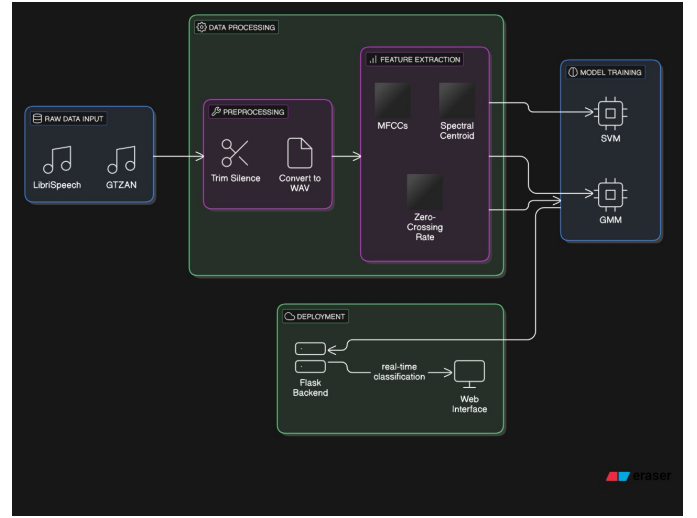 DATA PROCESSING
FEATURE EXTRACTION
MODEL TRAINING
RAW DATA INPUT
PREPROCESSING
MFCCs
Spectral
Centroid
SVM
LibriSpeech
GTZAN
Trim Silence
Convert to
WAV
Zero-
Crossing
Rate
GMM
DEPLOYMENT
real-time
classification
Flask
Backend
Web
Interface
eraser